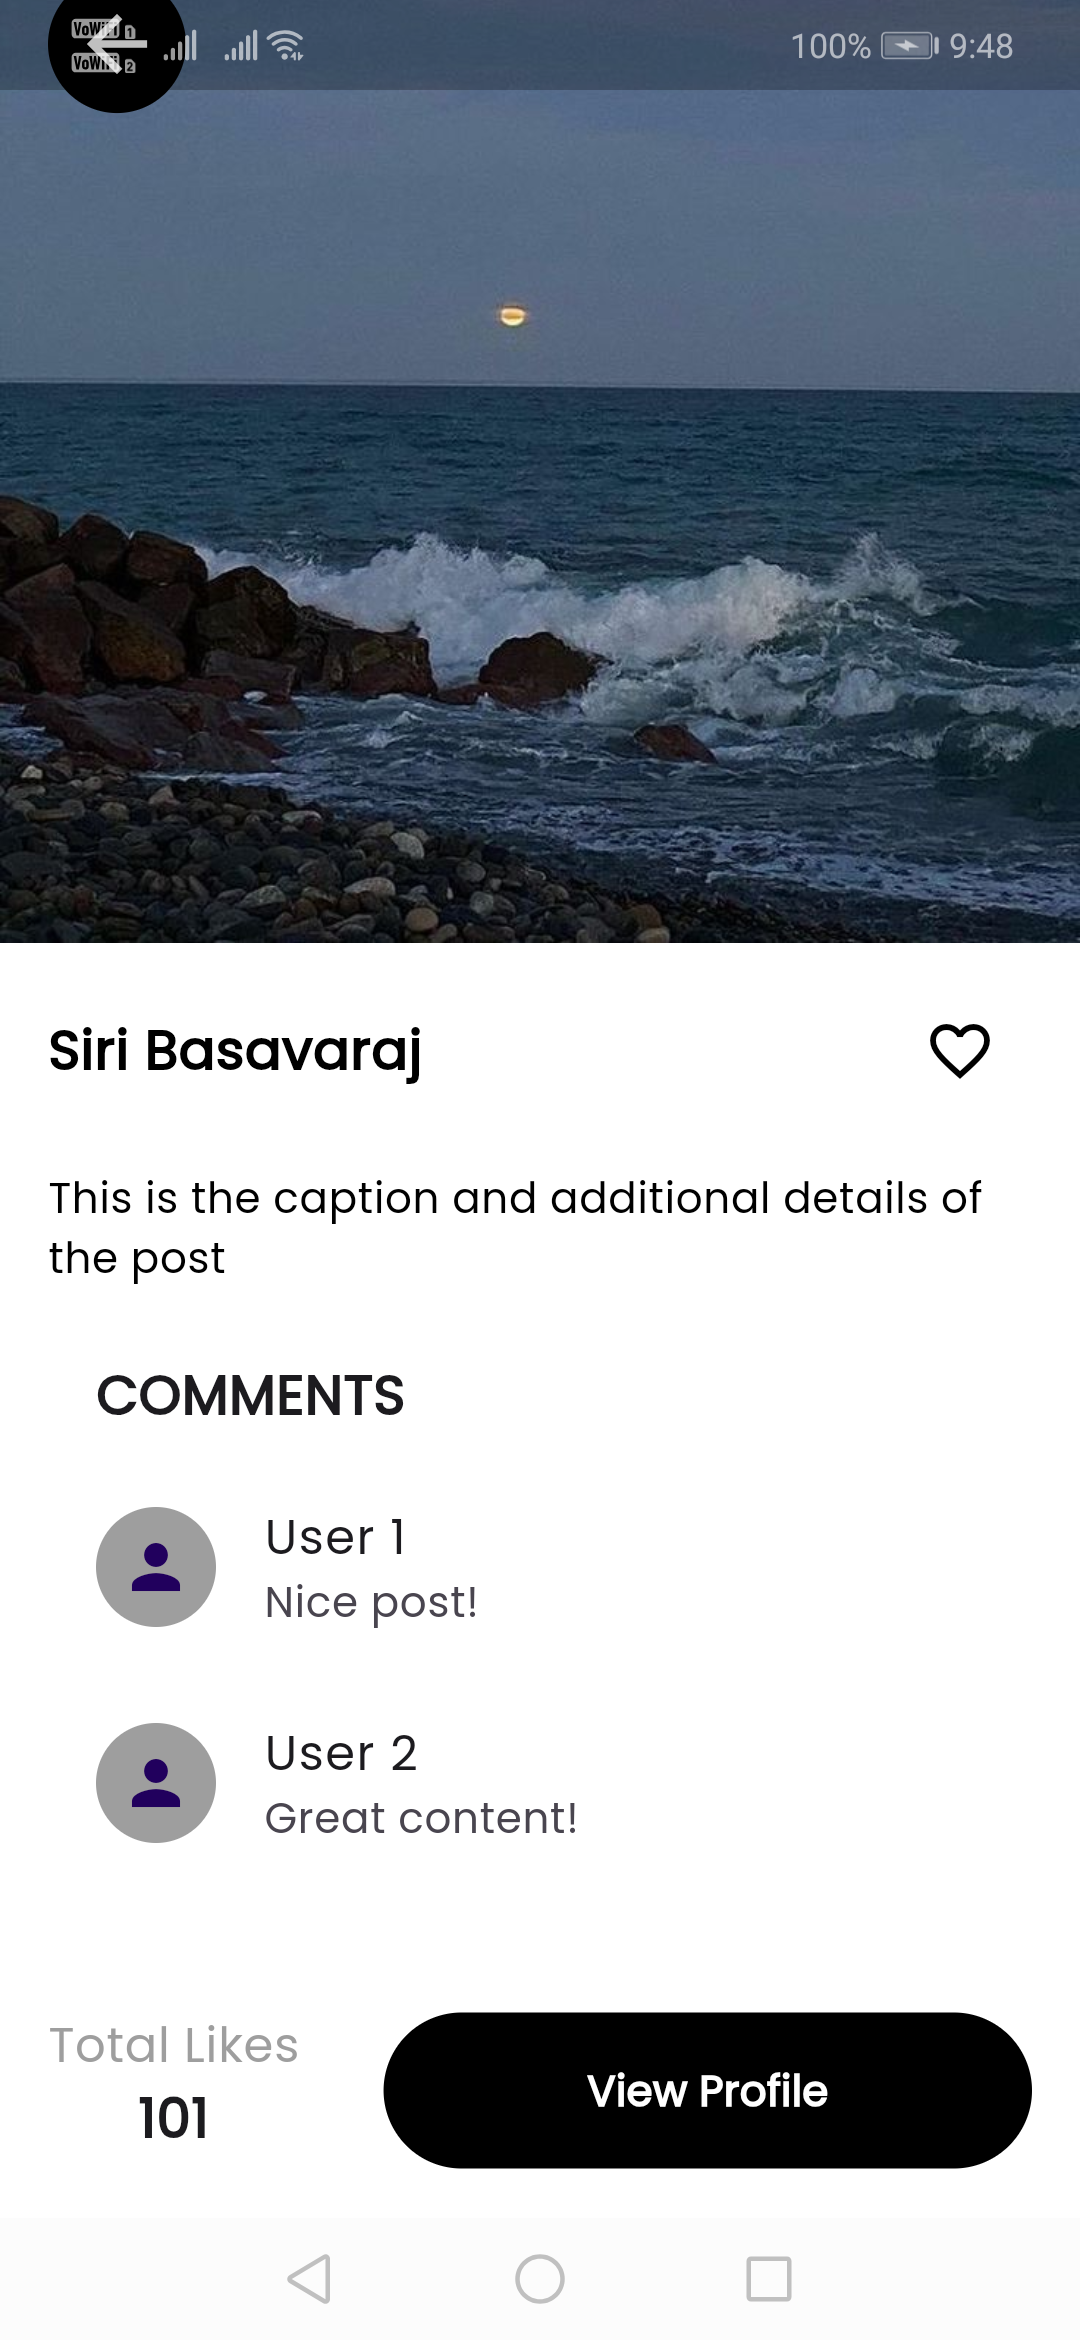 VoWiFi 1
VoWiFi 2
100% 9:48
Siri Basavaraj
This is the caption and additional details of
the post
COMMENTS
User 1
Nice post!
User 2
Great content!
Total Likes
101
View Profile